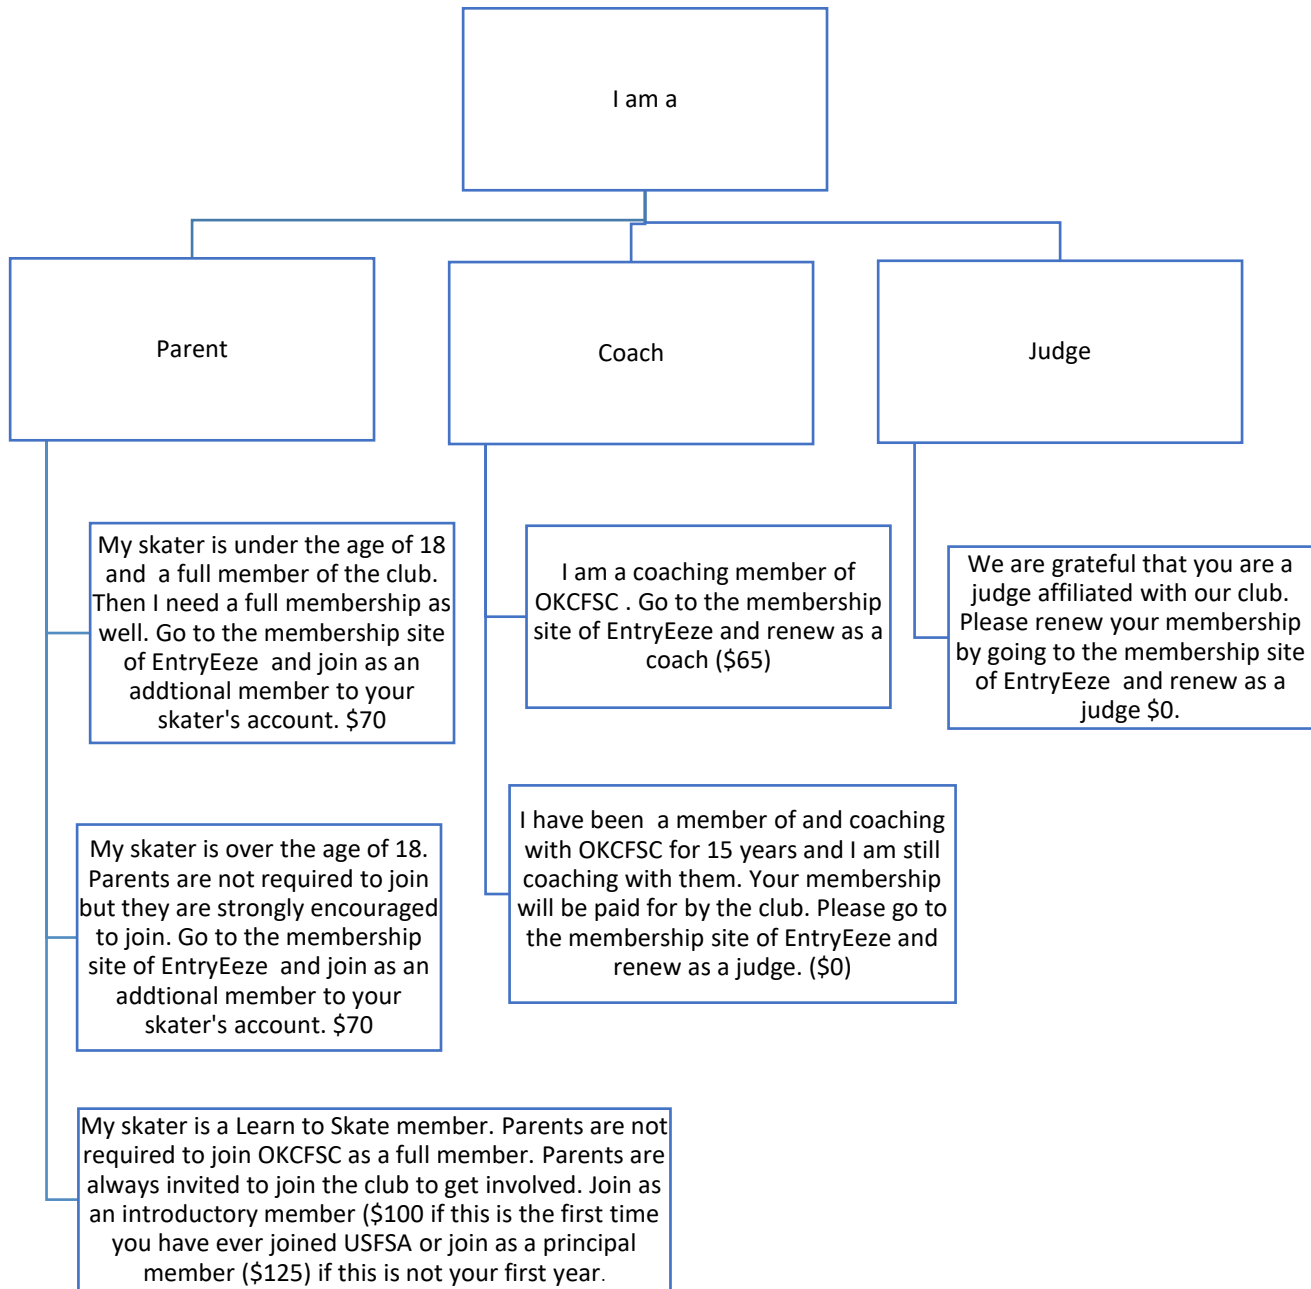 I am a
Parent
Coach
Judge
My skater is under the age of 18
and a full member of the club.
Then I need a full membership as
well. Go to the membership site
of EntryEeze and join as an
addtional member to your
skater's account. $70
My skater is over the age of 18.
Parents are not required to join
but they are strongly encouraged
to join. Go to the membership
site of EntryEeze and join as an
addtional member to your
skater's account. $70
My skater is a Learn to Skate member. Parents are not
required to join OKCFSC as a full member. Parents are
always invited to join the club to get involved. Join as
an introductory member ($100 if this is the first time
you have ever joined USFSA or join as a principal
member ($125) if this is not your first year.
I am a coaching member of
OKCFSC . Go to the membership
site of EntryEeze and renew as a
coach ($65)
I have been a member of and coaching
with OKCFSC for 15 years and I am still
coaching with them. Your membership
will be paid for by the club. Please go to
the membership site of EntryEeze and
renew as a judge. ($0)
We are grateful that you are a
judge affiliated with our club.
Please renew your membership
by going to the membership site
of EntryEeze and renew as a
judge $0.